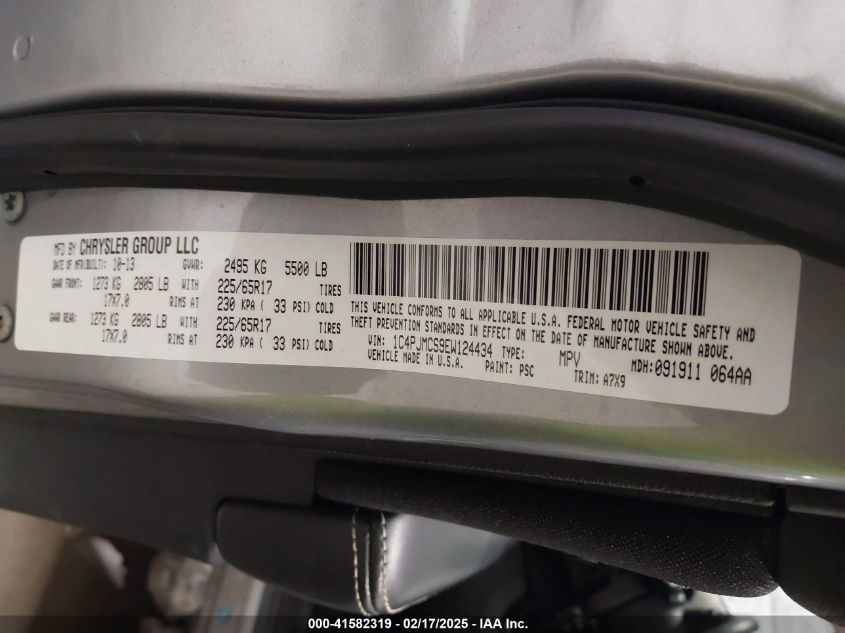 MFD BY CHRYSLER GROUP LLC
DATE OF MFR(BUILT): 10-13 GVWR: 2495 KG 5500 LB
GAWR FRONT: 1273 KG 2805 LB WITH 225/65R17 TIRES
17X7.0 RIMS AT 230 KPA ( 33 PSI) COLD
GAWR REAR: 1273 KG 2805 LB WITH 225/65R17 TIRES
17X7.0 RIMS AT 230 KPA ( 33 PSI) COLD
THIS VEHICLE CONFORMS TO ALL APPLICABLE U.S.A. FEDERAL MOTOR VEHICLE SAFETY AND
THEFT PREVENTION STANDARDS IN EFFECT ON THE DATE OF MANUFACTURE SHOWN ABOVE.
VIN: 1C4PJMCS9EW124434 TYPE: MPV MDH: 091911 064AA
VEHICLE MADE IN U.S.A. PAINT: PSC TRIM: A7X9
000-41582319 - 02/17/2025 - IAA Inc.